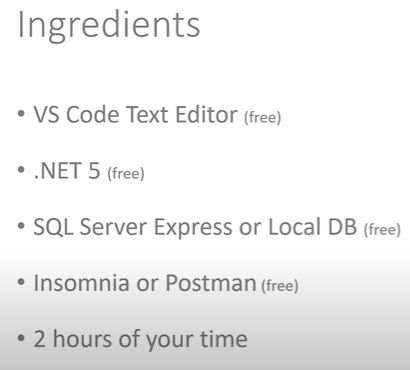 Ingredients
• VS Code Text Editor (free)
• .NET 5 (free)
• SQL Server Express or Local DB (free)
• Insomnia or Postman (free)
• 2 hours of your time